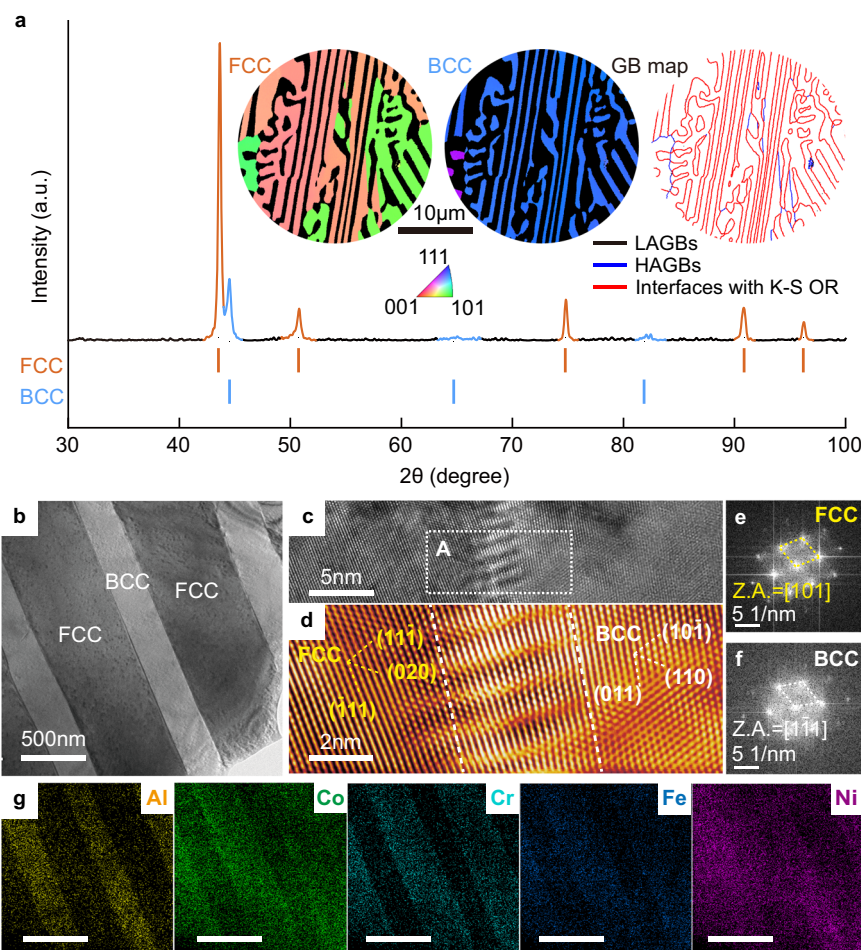 a
FCC
BCC
GB map
10μm
LAGBs
HAGBs
Interfaces with K-S OR
111
001
101
Intensity (a.u.)
FCC
BCC
30
40
50
60
70
80
90
100
2θ (degree)
b
FCC
BCC
FCC
500nm
c
A
5nm
d
FCC
(111̄)
(020)
(1̄11)
2nm
BCC
(101̄)
(110)
(011)
e
FCC
Z.A.=[101]
5 1/nm
f
BCC
Z.A.=[11̄1]
5 1/nm
g
Al
Co
Cr
Fe
Ni